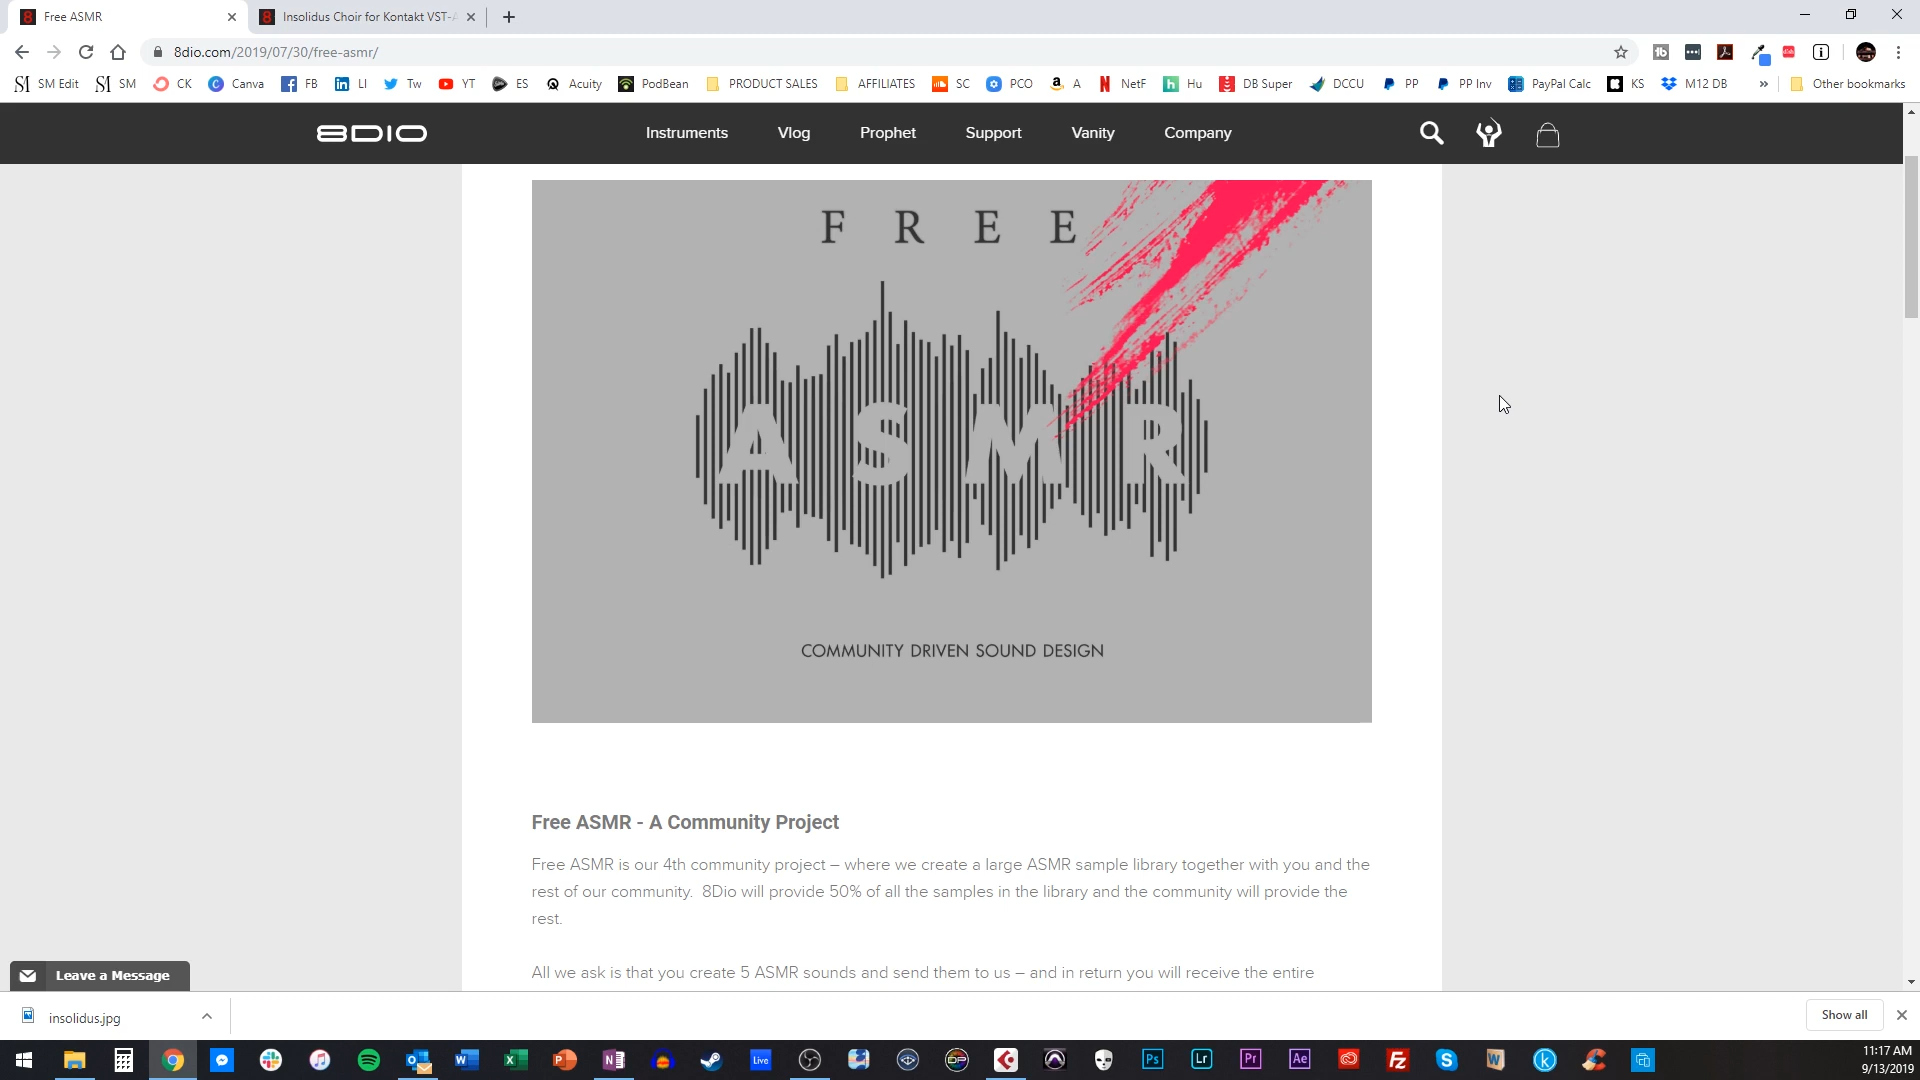 Free ASMR
Insolidus Choir for Kontakt VST-A
8dio.com/2019/07/30/free-asmr/
SM Edit SM CK Canva FB LI Tw YT ES Acuity PodBean PRODUCT SALES AFFILIATES SC PCO A NetF Hu DB Super DCCU PP PP Inv PayPal Calc KS M12 DB » Other bookmarks
8DIO Instruments Vlog Prophet Support Vanity Company
FREE
ASMR
COMMUNITY DRIVEN SOUND DESIGN
Free ASMR - A Community Project
Free ASMR is our 4th community project – where we create a large ASMR sample library together with you and the
rest of our community. 8Dio will provide 50% of all the samples in the library and the community will provide the
rest.
All we ask is that you create 5 ASMR sounds and send them to us – and in return you will receive the entire
Leave a Message
insolidus.jpg
Show all
11:17 AM
9/13/2019